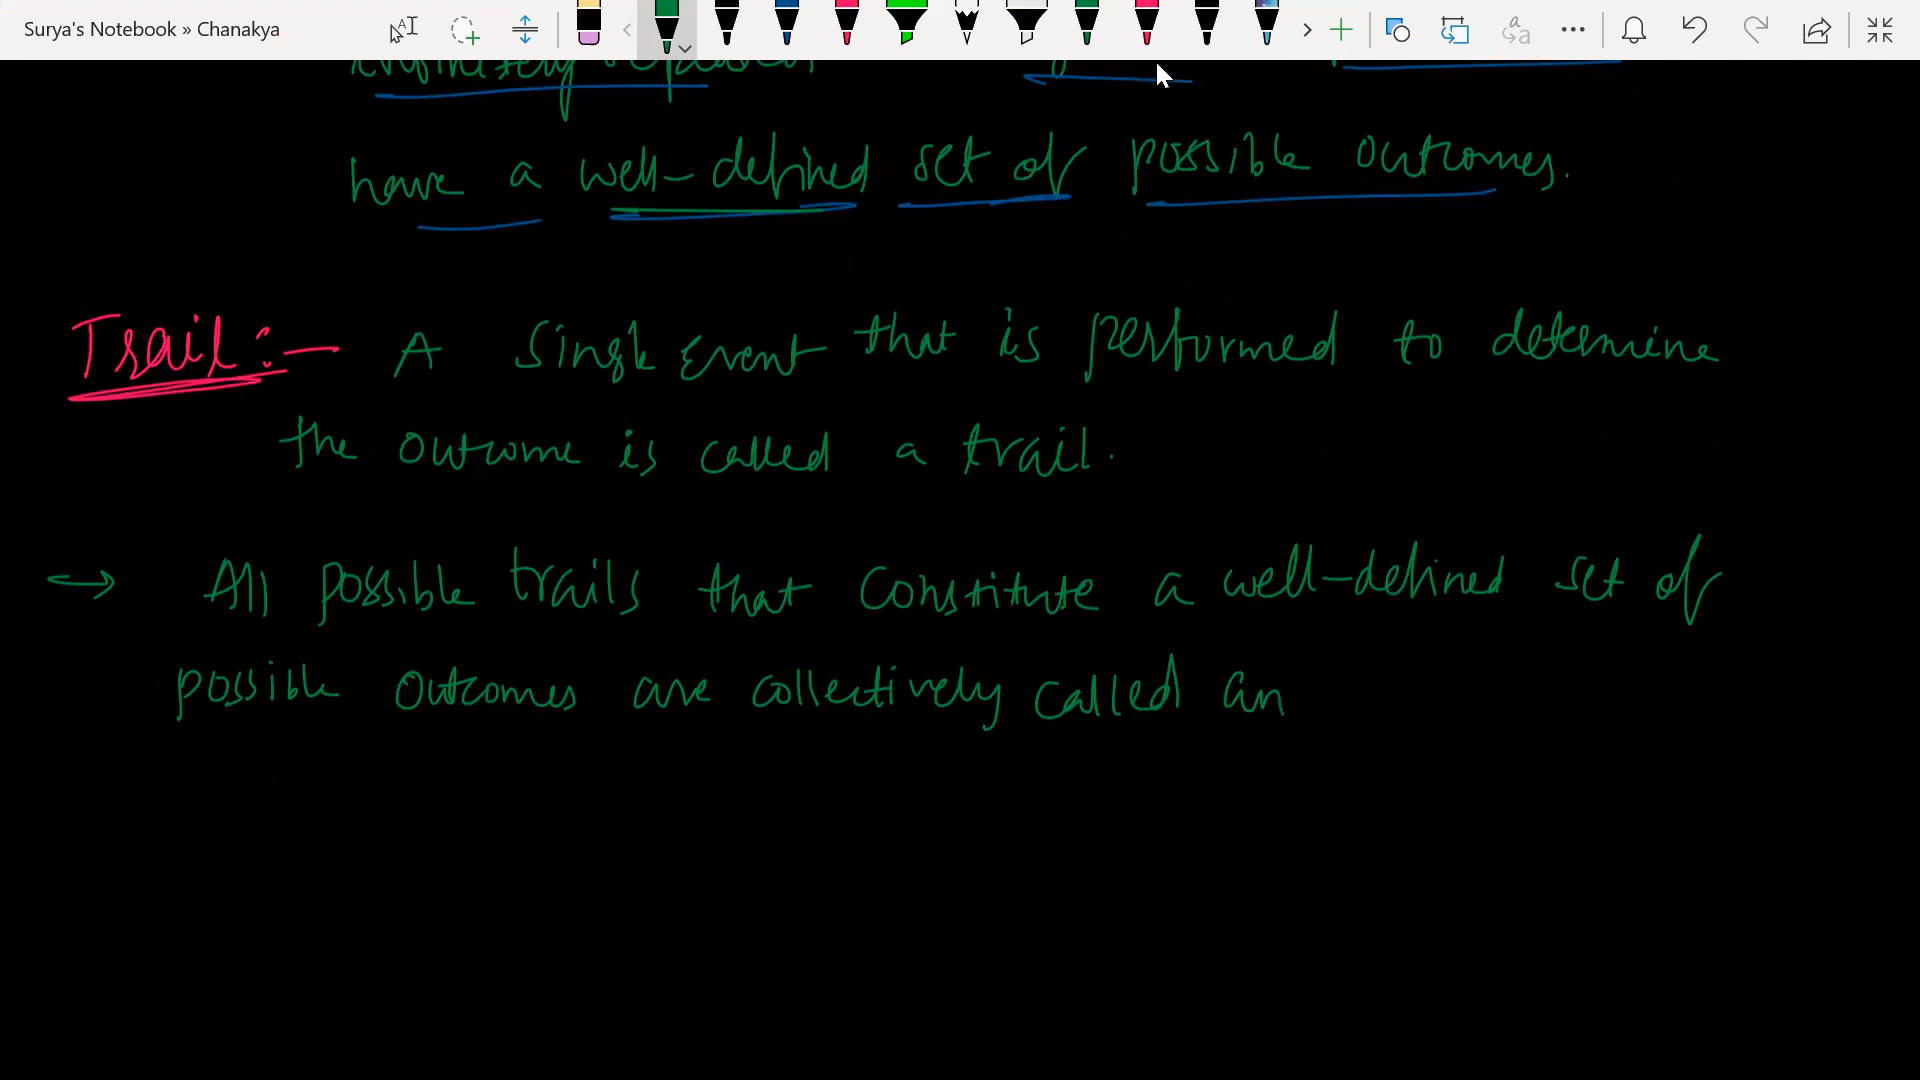 Surya's Notebook » Chanakya
have a well-defined set of possible outcomes.
Trail:- A Single Event that is performed to determine
the outcome is called a trail.
↔ All possible trails that constitute a well-defined set of
possible outcomes are collectively called an